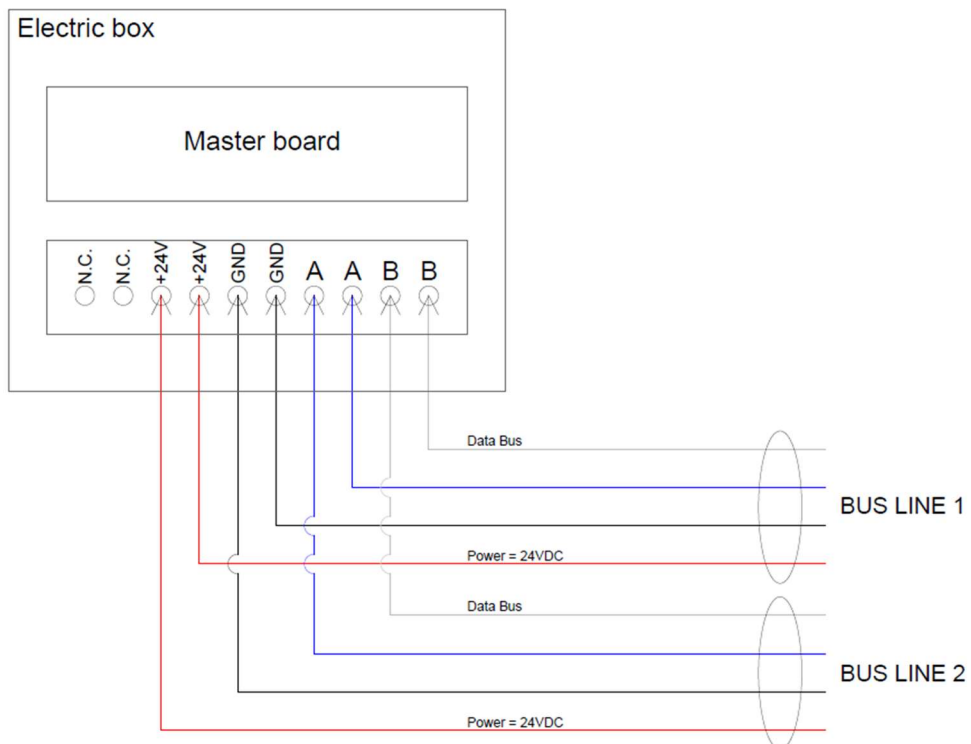 Electric box
Master board
N.C. N.C. +24V +24V GND GND A A B B
Data Bus
BUS LINE 1
Power = 24VDC
Data Bus
BUS LINE 2
Power = 24VDC